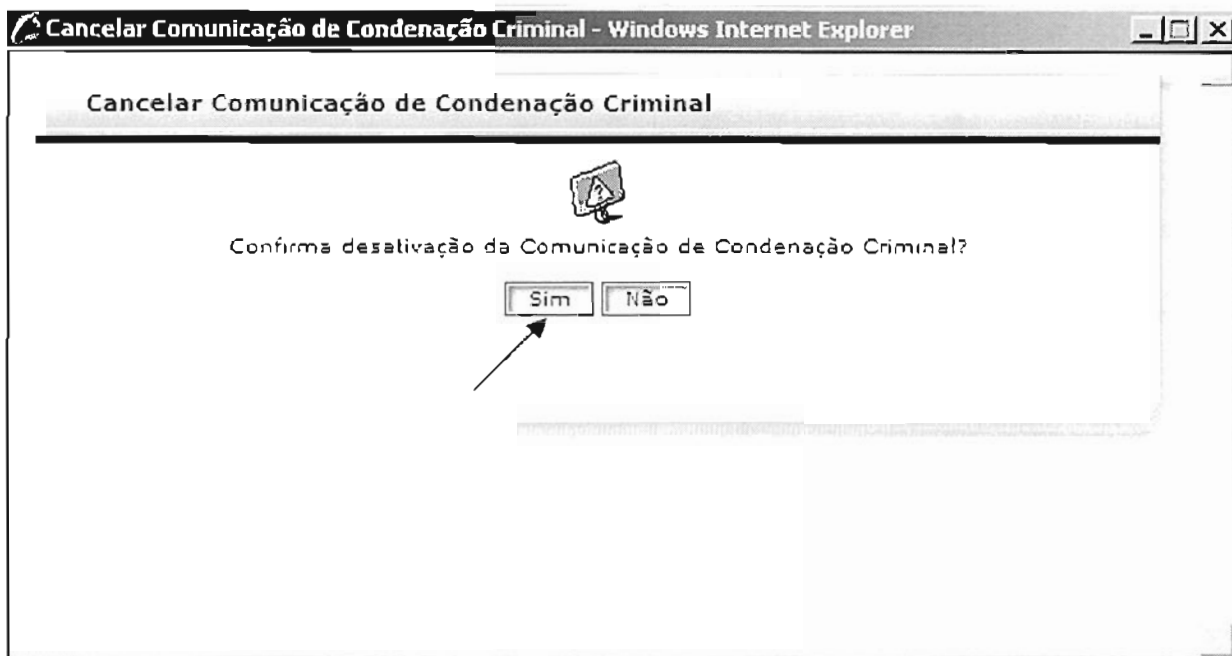 Cancelar Comunicação de Condenação Criminal - Windows Internet Explorer
Cancelar Comunicação de Condenação Criminal
Confirma desativação da Comunicação de Condenação Criminal?
Sim Não